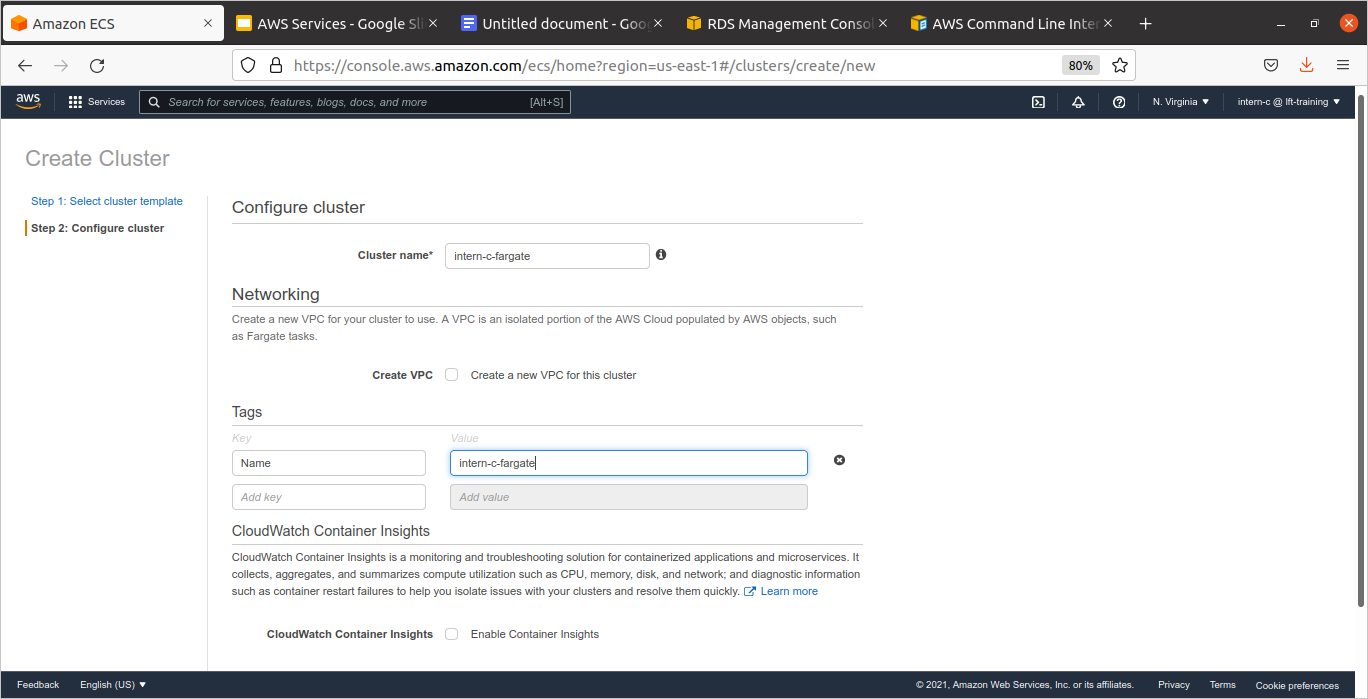 Amazon ECS
AWS Services - Google Sli
Untitled document - Goog
RDS Management Consol
AWS Command Line Inter
https://console.aws.amazon.com/ecs/home?region=us-east-1#/clusters/create/new
80%
aws
Services
Search for services, features, blogs, docs, and more
[Alt+S]
N. Virginia
intern-c @ lft-training
Create Cluster
Step 1: Select cluster template
Step 2: Configure cluster
Configure cluster
Cluster name*
intern-c-fargate
Networking
Create a new VPC for your cluster to use. A VPC is an isolated portion of the AWS Cloud populated by AWS objects, such
as Fargate tasks.
Create VPC
Create a new VPC for this cluster
Tags
Key
Value
Name
intern-c-fargate
Add key
Add value
CloudWatch Container Insights
CloudWatch Container Insights is a monitoring and troubleshooting solution for containerized applications and microservices. It
collects, aggregates, and summarizes compute utilization such as CPU, memory, disk, and network; and diagnostic information
such as container restart failures to help you isolate issues with your clusters and resolve them quickly. Learn more
CloudWatch Container Insights
Enable Container Insights
Feedback
English (US)
© 2021, Amazon Web Services, Inc. or its affiliates.
Privacy
Terms
Cookie preferences